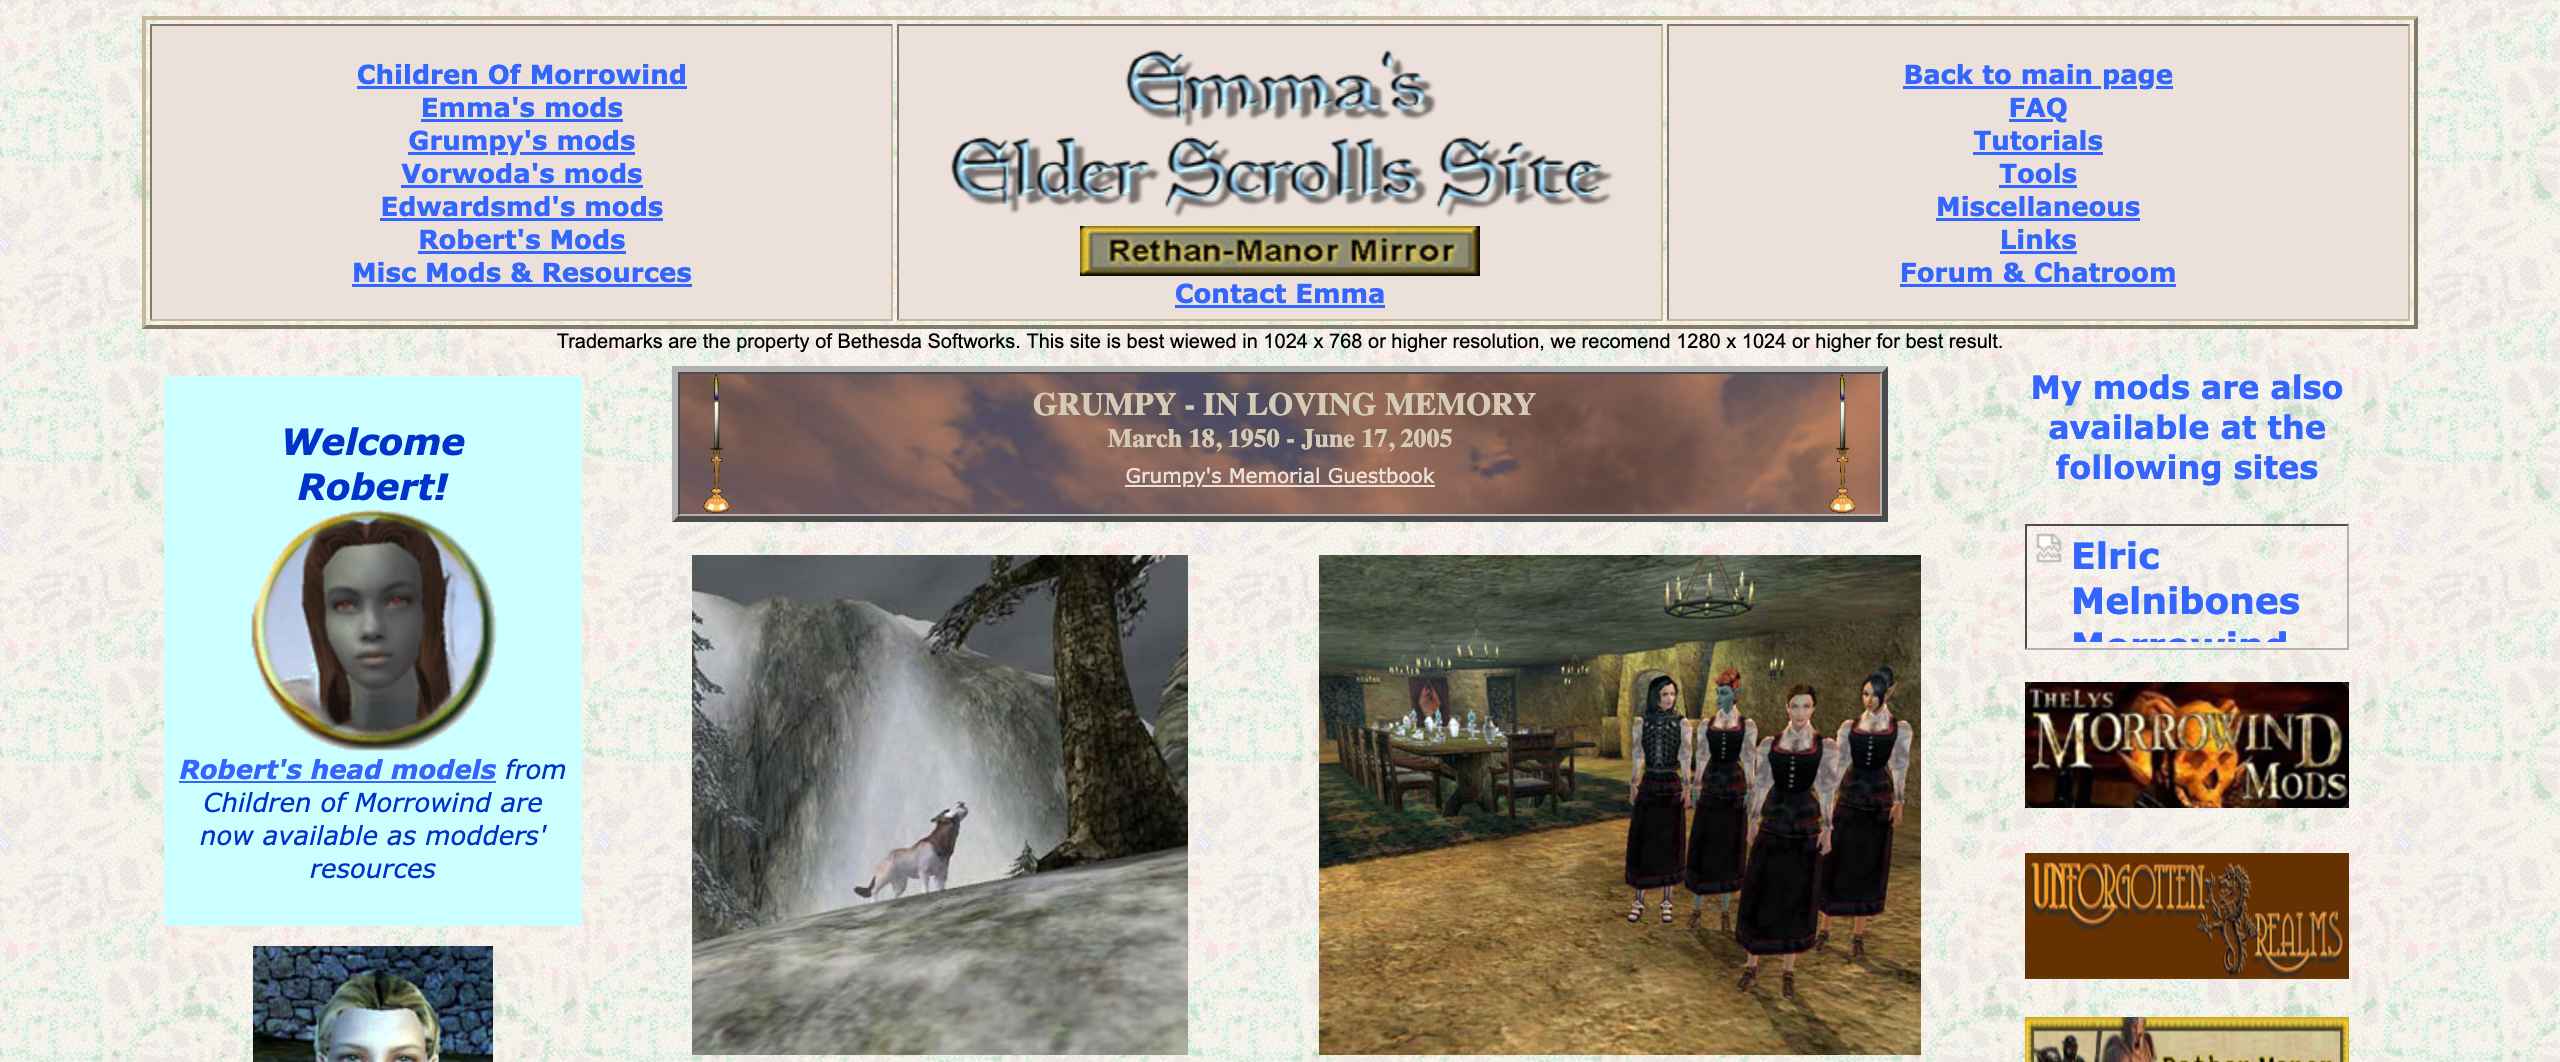 Children Of Morrowind
Emma's mods
Grumpy's mods
Vorwoda's mods
Edwardsmd's mods
Robert's Mods
Misc Mods & Resources
Emma's
Elder Scrolls Site
Rethan-Manor Mirror
Contact Emma
Back to main page
FAQ
Tutorials
Tools
Miscellaneous
Links
Forum & Chatroom
Trademarks are the property of Bethesda Softworks. This site is best wiewed in 1024 x 768 or higher resolution, we recomend 1280 x 1024 or higher for best result.
Welcome
Robert!
Robert's head models from
Children of Morrowind are
now available as modders'
resources
GRUMPY - IN LOVING MEMORY
March 18, 1950 - June 17, 2005
Grumpy's Memorial Guestbook
My mods are also
available at the
following sites
Elric
Melnibones
Morrowind
THELYS
MORROWIND
MODS
UNFORGOTTEN
REALMS
Rethan Manor